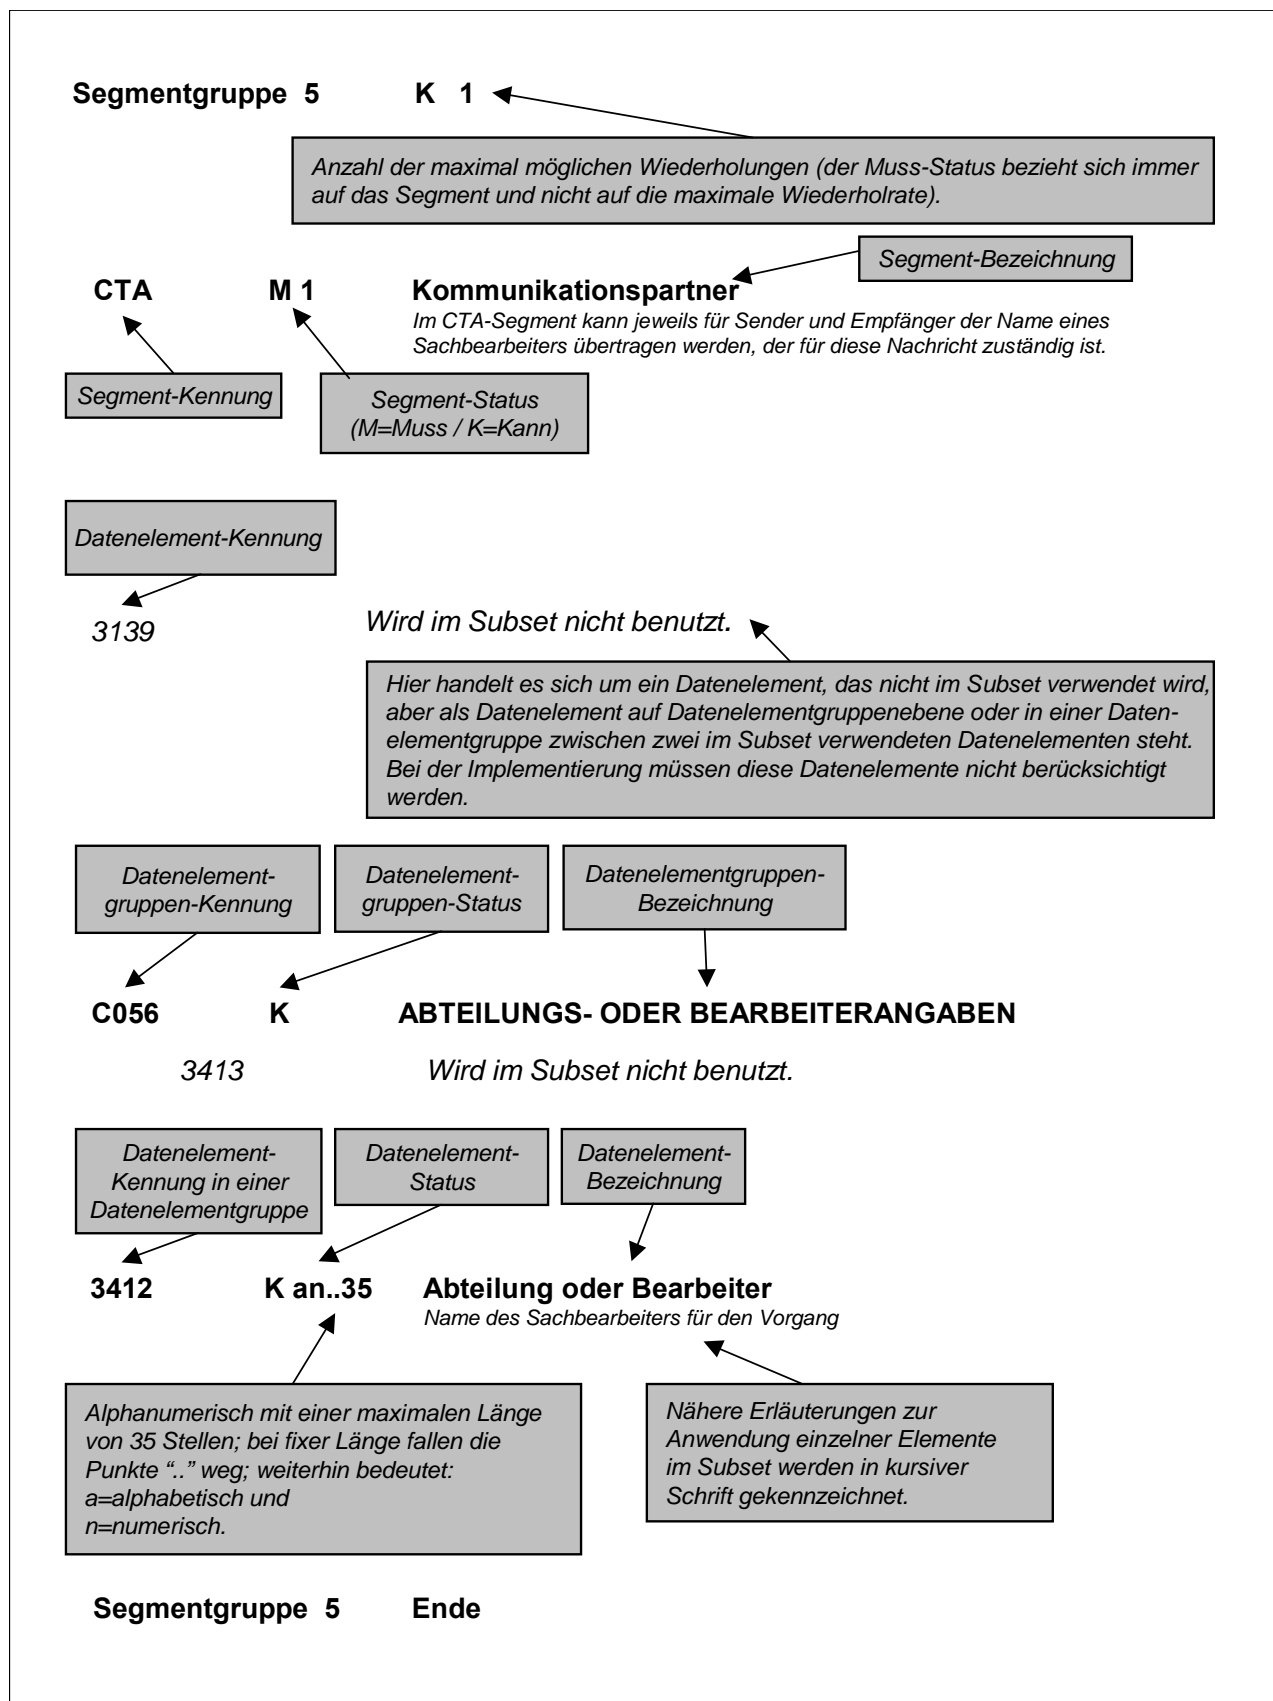 Segmentgruppe 5 K 1
Anzahl der maximal möglichen Wiederholungen (der Muss-Status bezieht sich immer
auf das Segment und nicht auf die maximale Wiederholrate).
Segment-Bezeichnung
CTA M 1 Kommunikationspartner
Im CTA-Segment kann jeweils für Sender und Empfänger der Name eines
Sachbearbeiters übertragen werden, der für diese Nachricht zuständig ist.
Segment-Kennung
Segment-Status
(M=Muss / K=Kann)
Datenelement-Kennung
3139 Wird im Subset nicht benutzt.
Hier handelt es sich um ein Datenelement, das nicht im Subset verwendet wird,
aber als Datenelement auf Datenelementgruppenebene oder in einer Daten-
elementgruppe zwischen zwei im Subset verwendeten Datenelementen steht.
Bei der Implementierung müssen diese Datenelemente nicht berücksichtigt
werden.
Datenelement-
gruppen-Kennung
Datenelement-
gruppen-Status
Datenelementgruppen-
Bezeichnung
C056 K ABTEILUNGS- ODER BEARBEITERANGABEN
3413 Wird im Subset nicht benutzt.
Datenelement-
Kennung in einer
Datenelementgruppe
Datenelement-
Status
Datenelement-
Bezeichnung
3412 K an..35 Abteilung oder Bearbeiter
Name des Sachbearbeiters für den Vorgang
Alphanumerisch mit einer maximalen Länge
von 35 Stellen; bei fixer Länge fallen die
Punkte “..” weg; weiterhin bedeutet:
a=alphabetisch und
n=numerisch.
Nähere Erläuterungen zur
Anwendung einzelner Elemente
im Subset werden in kursiver
Schrift gekennzeichnet.
Segmentgruppe 5 Ende